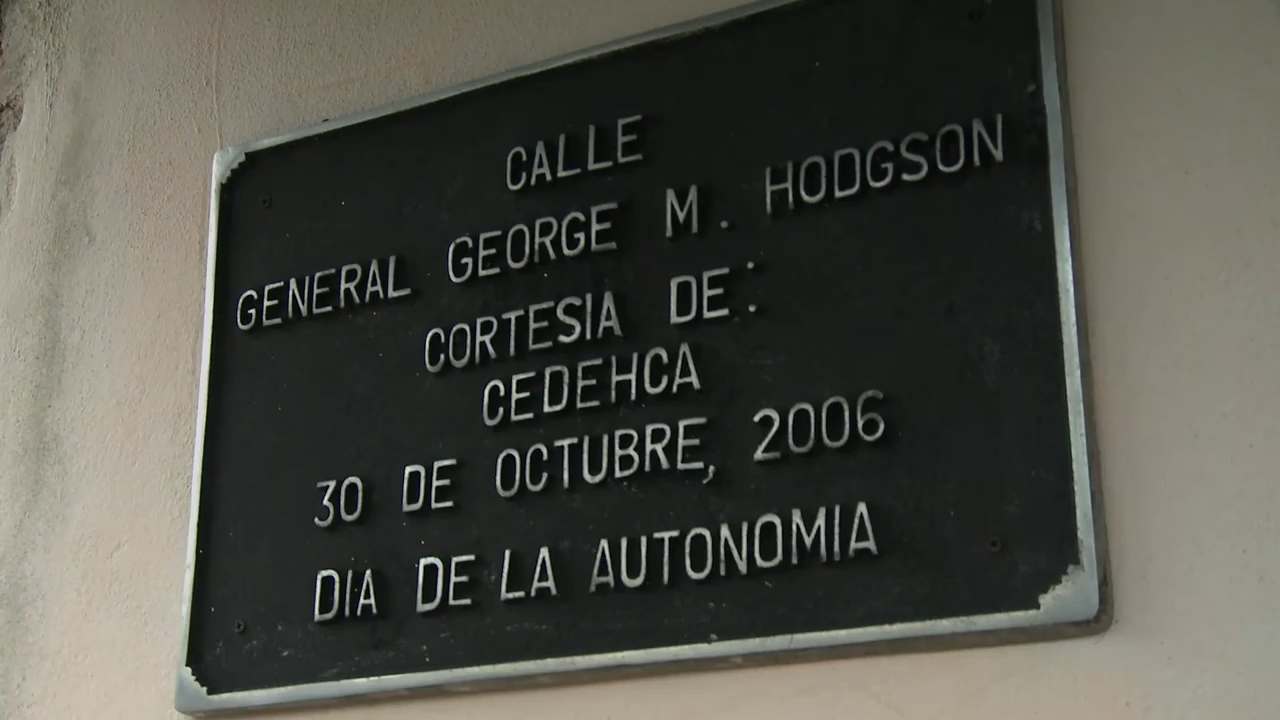 CALLE
GENERAL GEORGE M. HODGSON
CORTESIA DE:
CEDEHCA
30 DE OCTUBRE, 2006
DIA DE LA AUTONOMIA